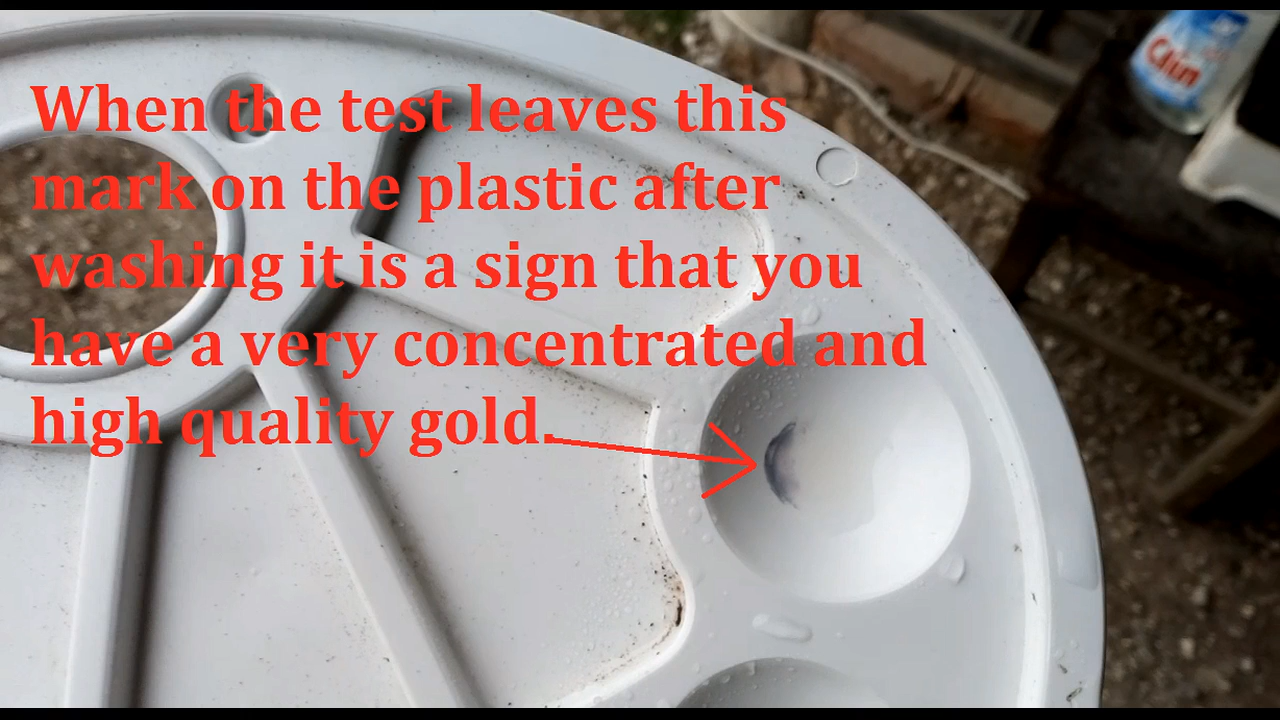 When the test leaves this
mark on the plastic after
washing it is a sign that you
have a very concentrated and
high quality gold.
Clin